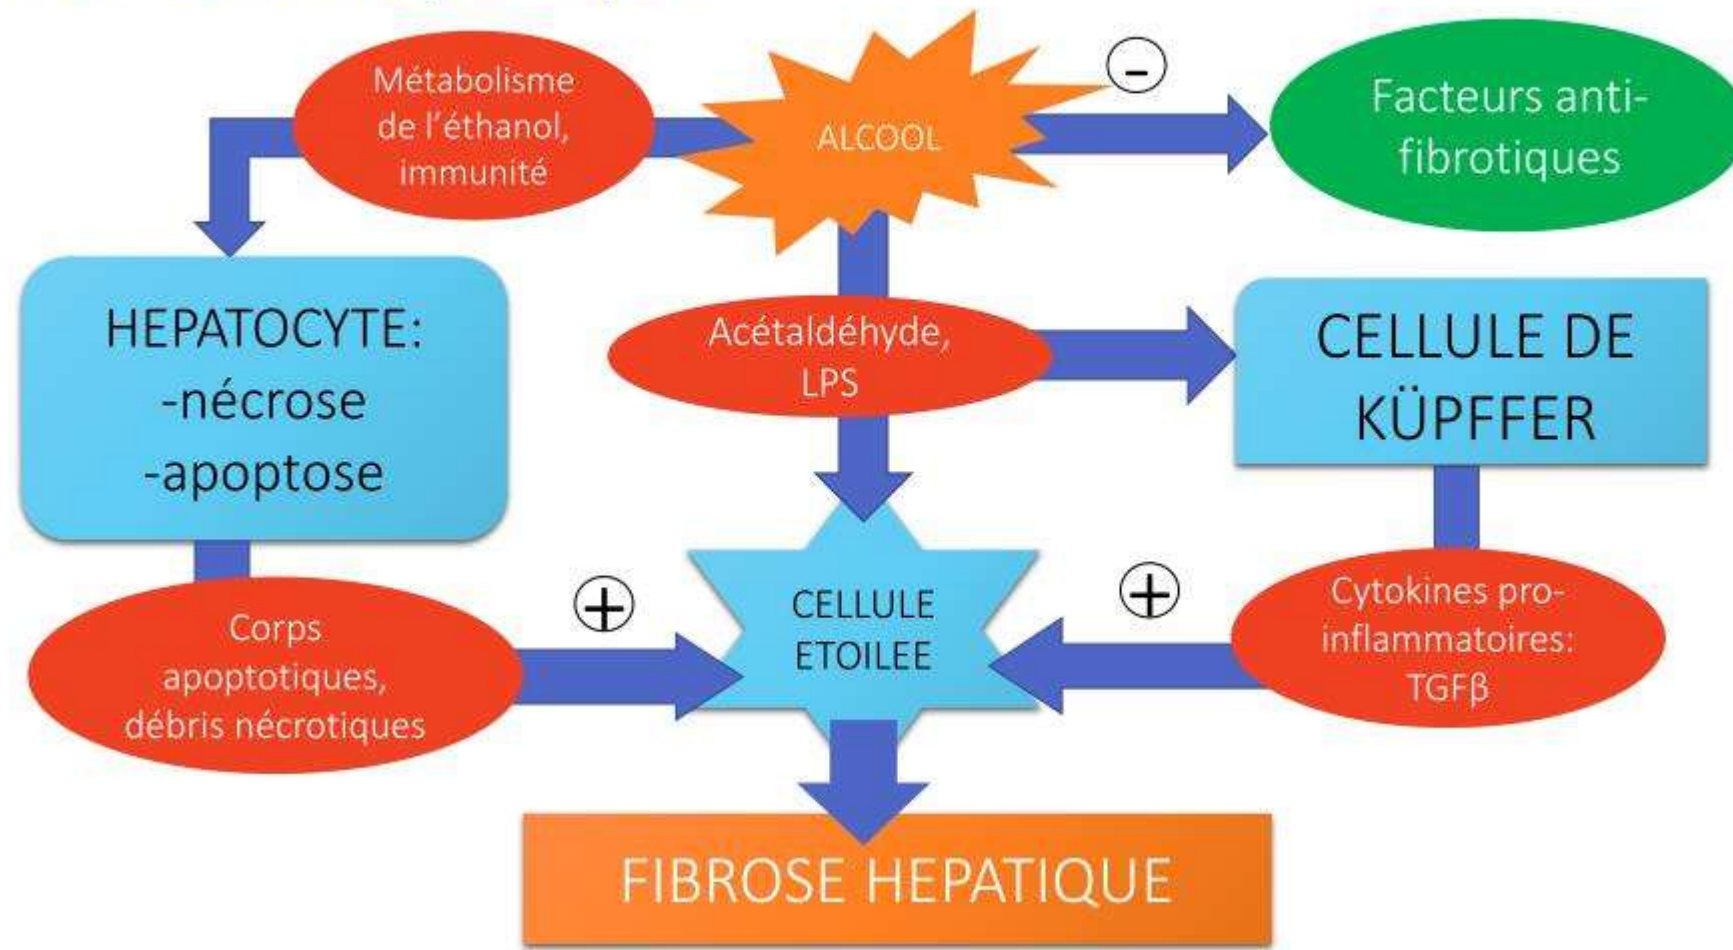 Métabolisme
de l'éthanol,
immunité
ALCOOL
-
Facteurs anti-
fibrotiques
HEPATOCYTE:
-nécrose
-apoptose
Acétaldéhyde,
LPS
CELLULE DE
KÜPFFER
Corps
apoptotiques,
débris nécrotiques
+
CELLULE
ETOILEE
+
Cytokines pro-
inflammatoires:
TGFβ
FIBROSE HEPATIQUE